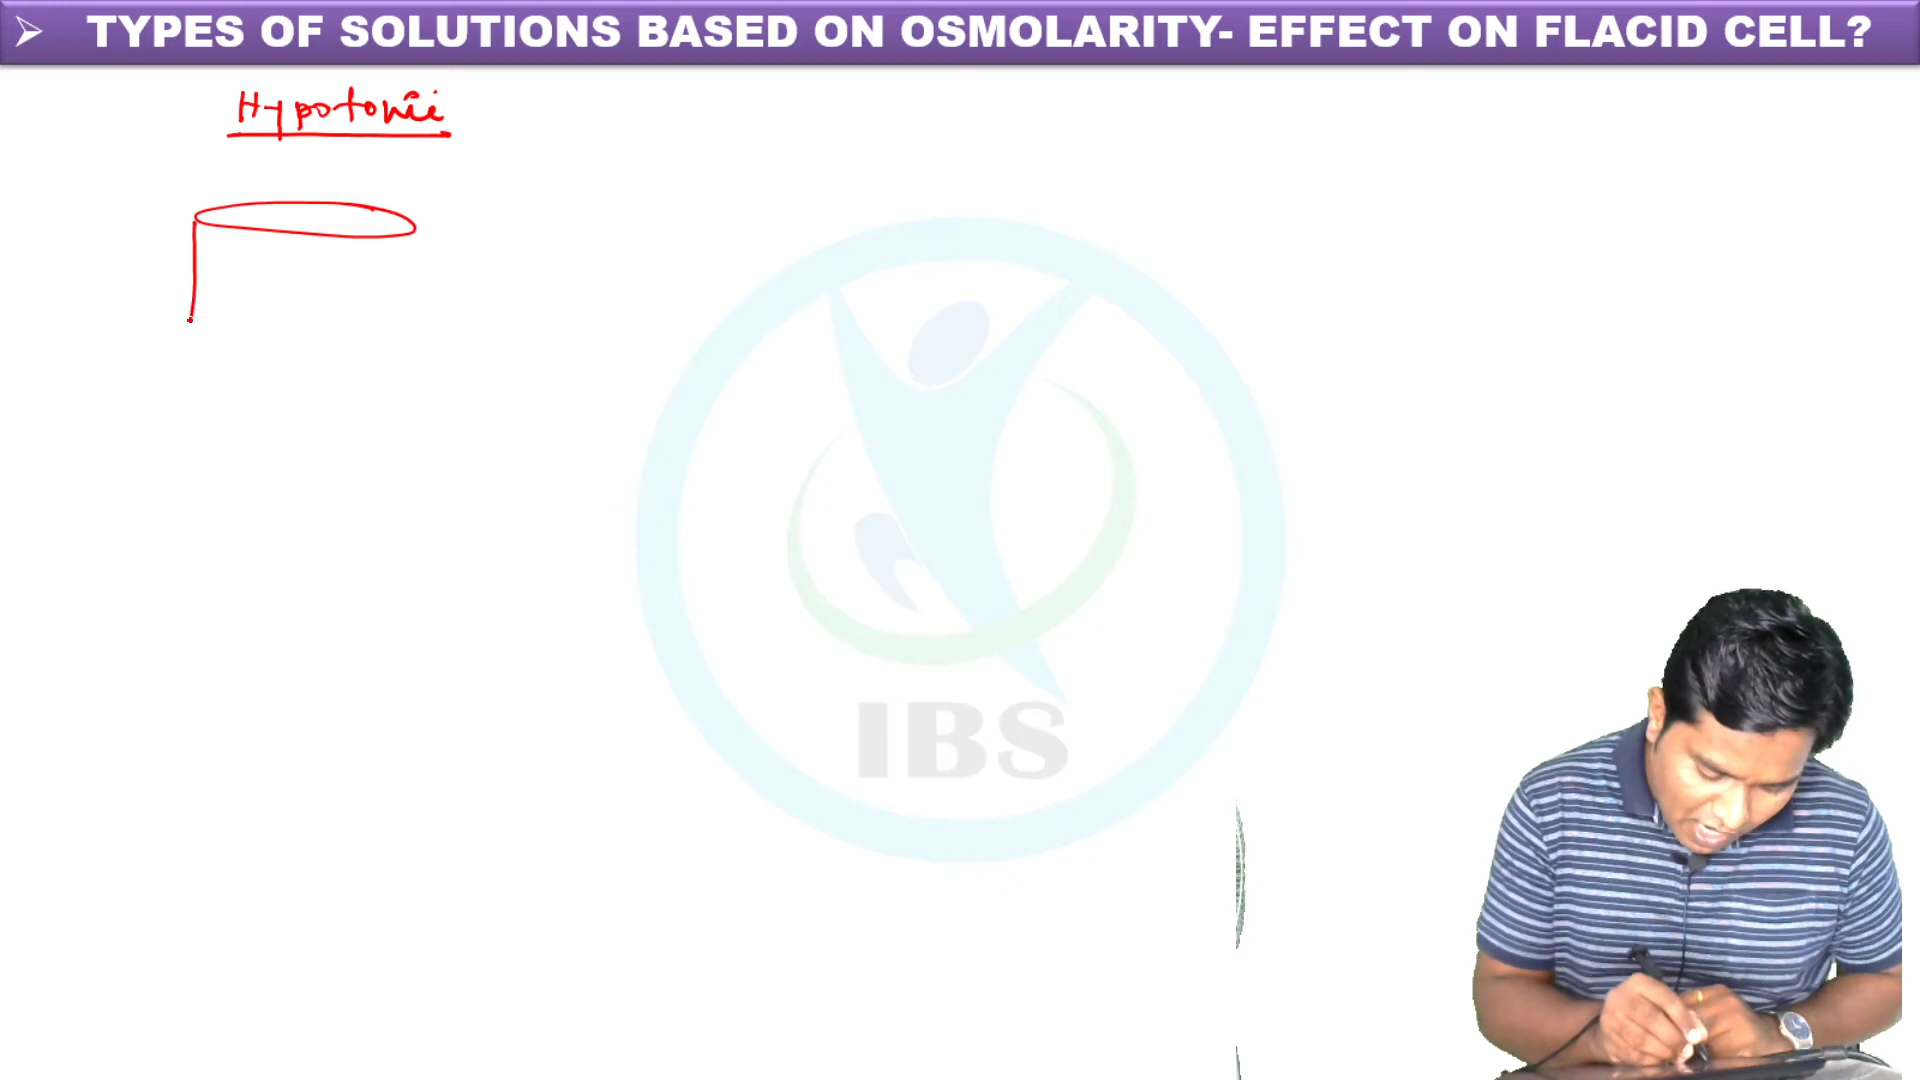 TYPES OF SOLUTIONS BASED ON OSMOLARITY- EFFECT ON FLACID CELL?
Hypotonic
IBS